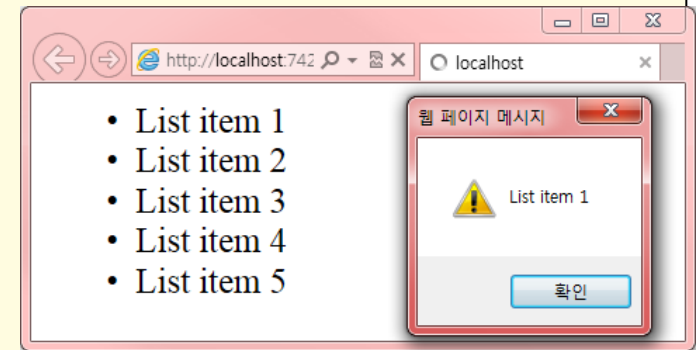 http://localhost:742
localhost
List item 1
List item 2
List item 3
List item 4
List item 5
웹 페이지 메시지
List item 1
확인